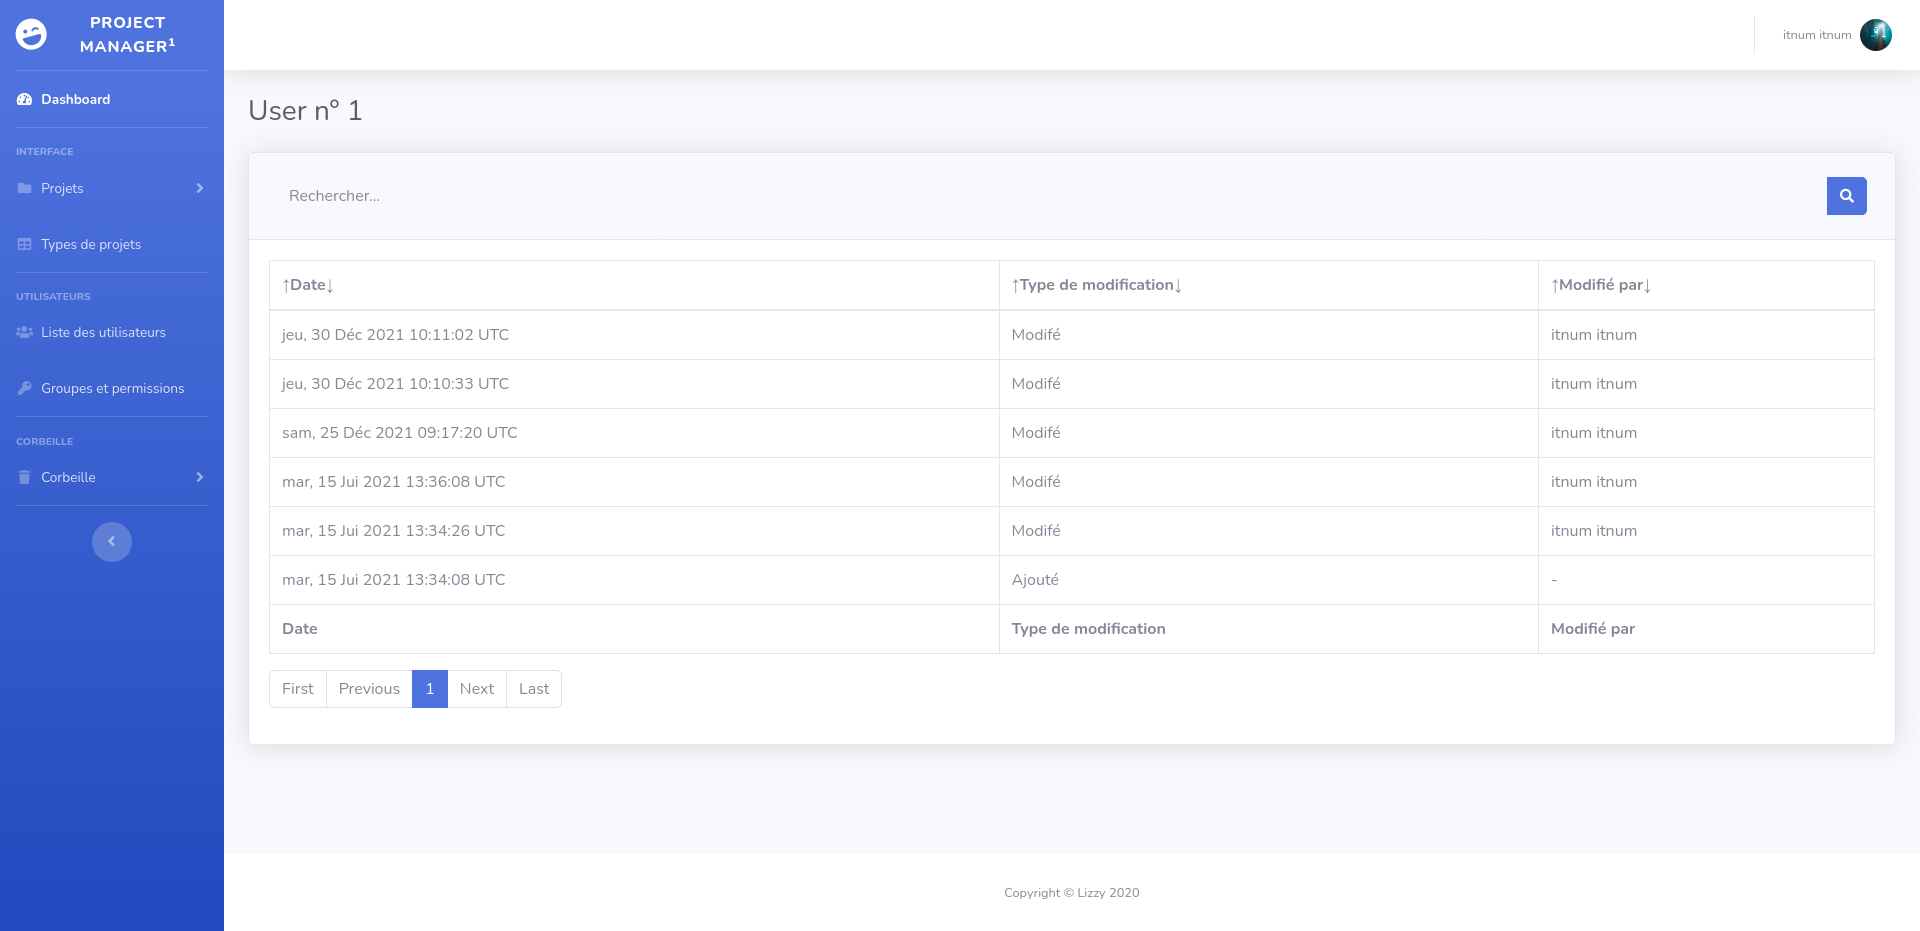 PROJECT
MANAGER¹
itnum itnum
Dashboard
INTERFACE
Projets
Types de projets
UTILISATEURS
Liste des utilisateurs
Groupes et permissions
CORBEILLE
Corbeille
User n° 1
Rechercher...
↑Date↓ ↑Type de modification↓ ↑Modifié par↓
jeu, 30 Déc 2021 10:11:02 UTC Modifé itnum itnum
jeu, 30 Déc 2021 10:10:33 UTC Modifé itnum itnum
sam, 25 Déc 2021 09:17:20 UTC Modifé itnum itnum
mar, 15 Jui 2021 13:36:08 UTC Modifé itnum itnum
mar, 15 Jui 2021 13:34:26 UTC Modifé itnum itnum
mar, 15 Jui 2021 13:34:08 UTC Ajouté -
Date Type de modification Modifié par
First Previous 1 Next Last
Copyright © Lizzy 2020